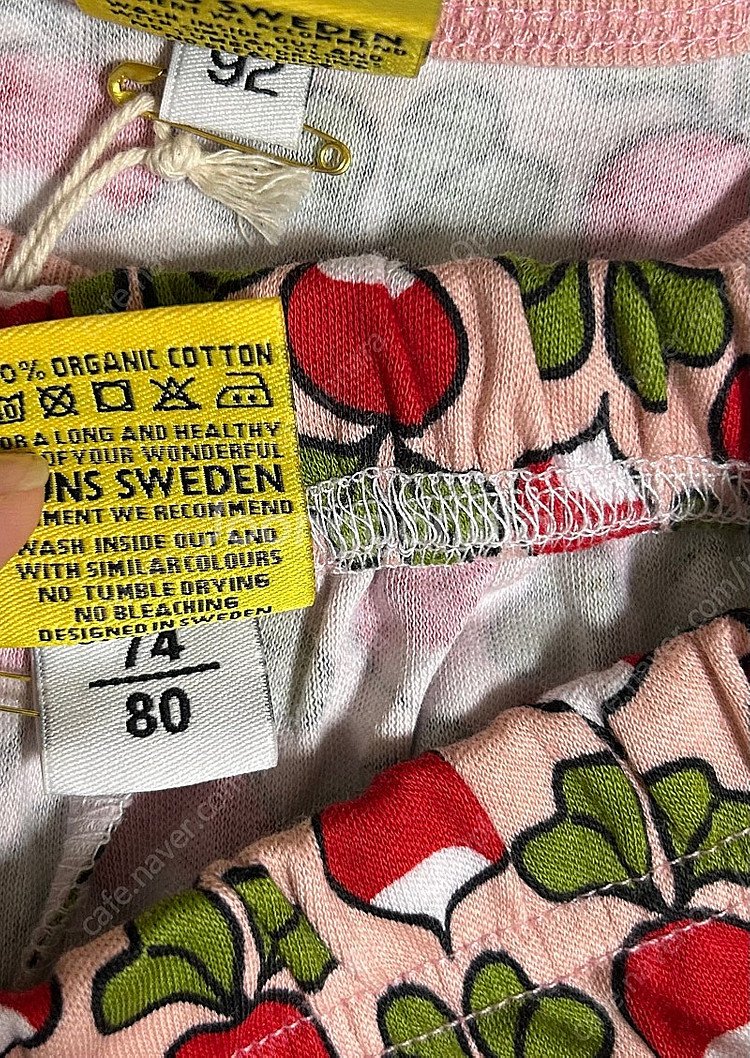 SWEDEN
92
0% ORGANIC COTTON
OR A LONG AND HEALTHY
OF YOUR WONDERFUL
NS SWEDEN
MENT WE RECOMMEND
WASH INSIDE OUT AND
WITH SIMILAR COLOURS
NO TUMBLE DRYING
NO BLEACHING
DESIGNED IN SWEDEN
74
80
cafe.naver.com